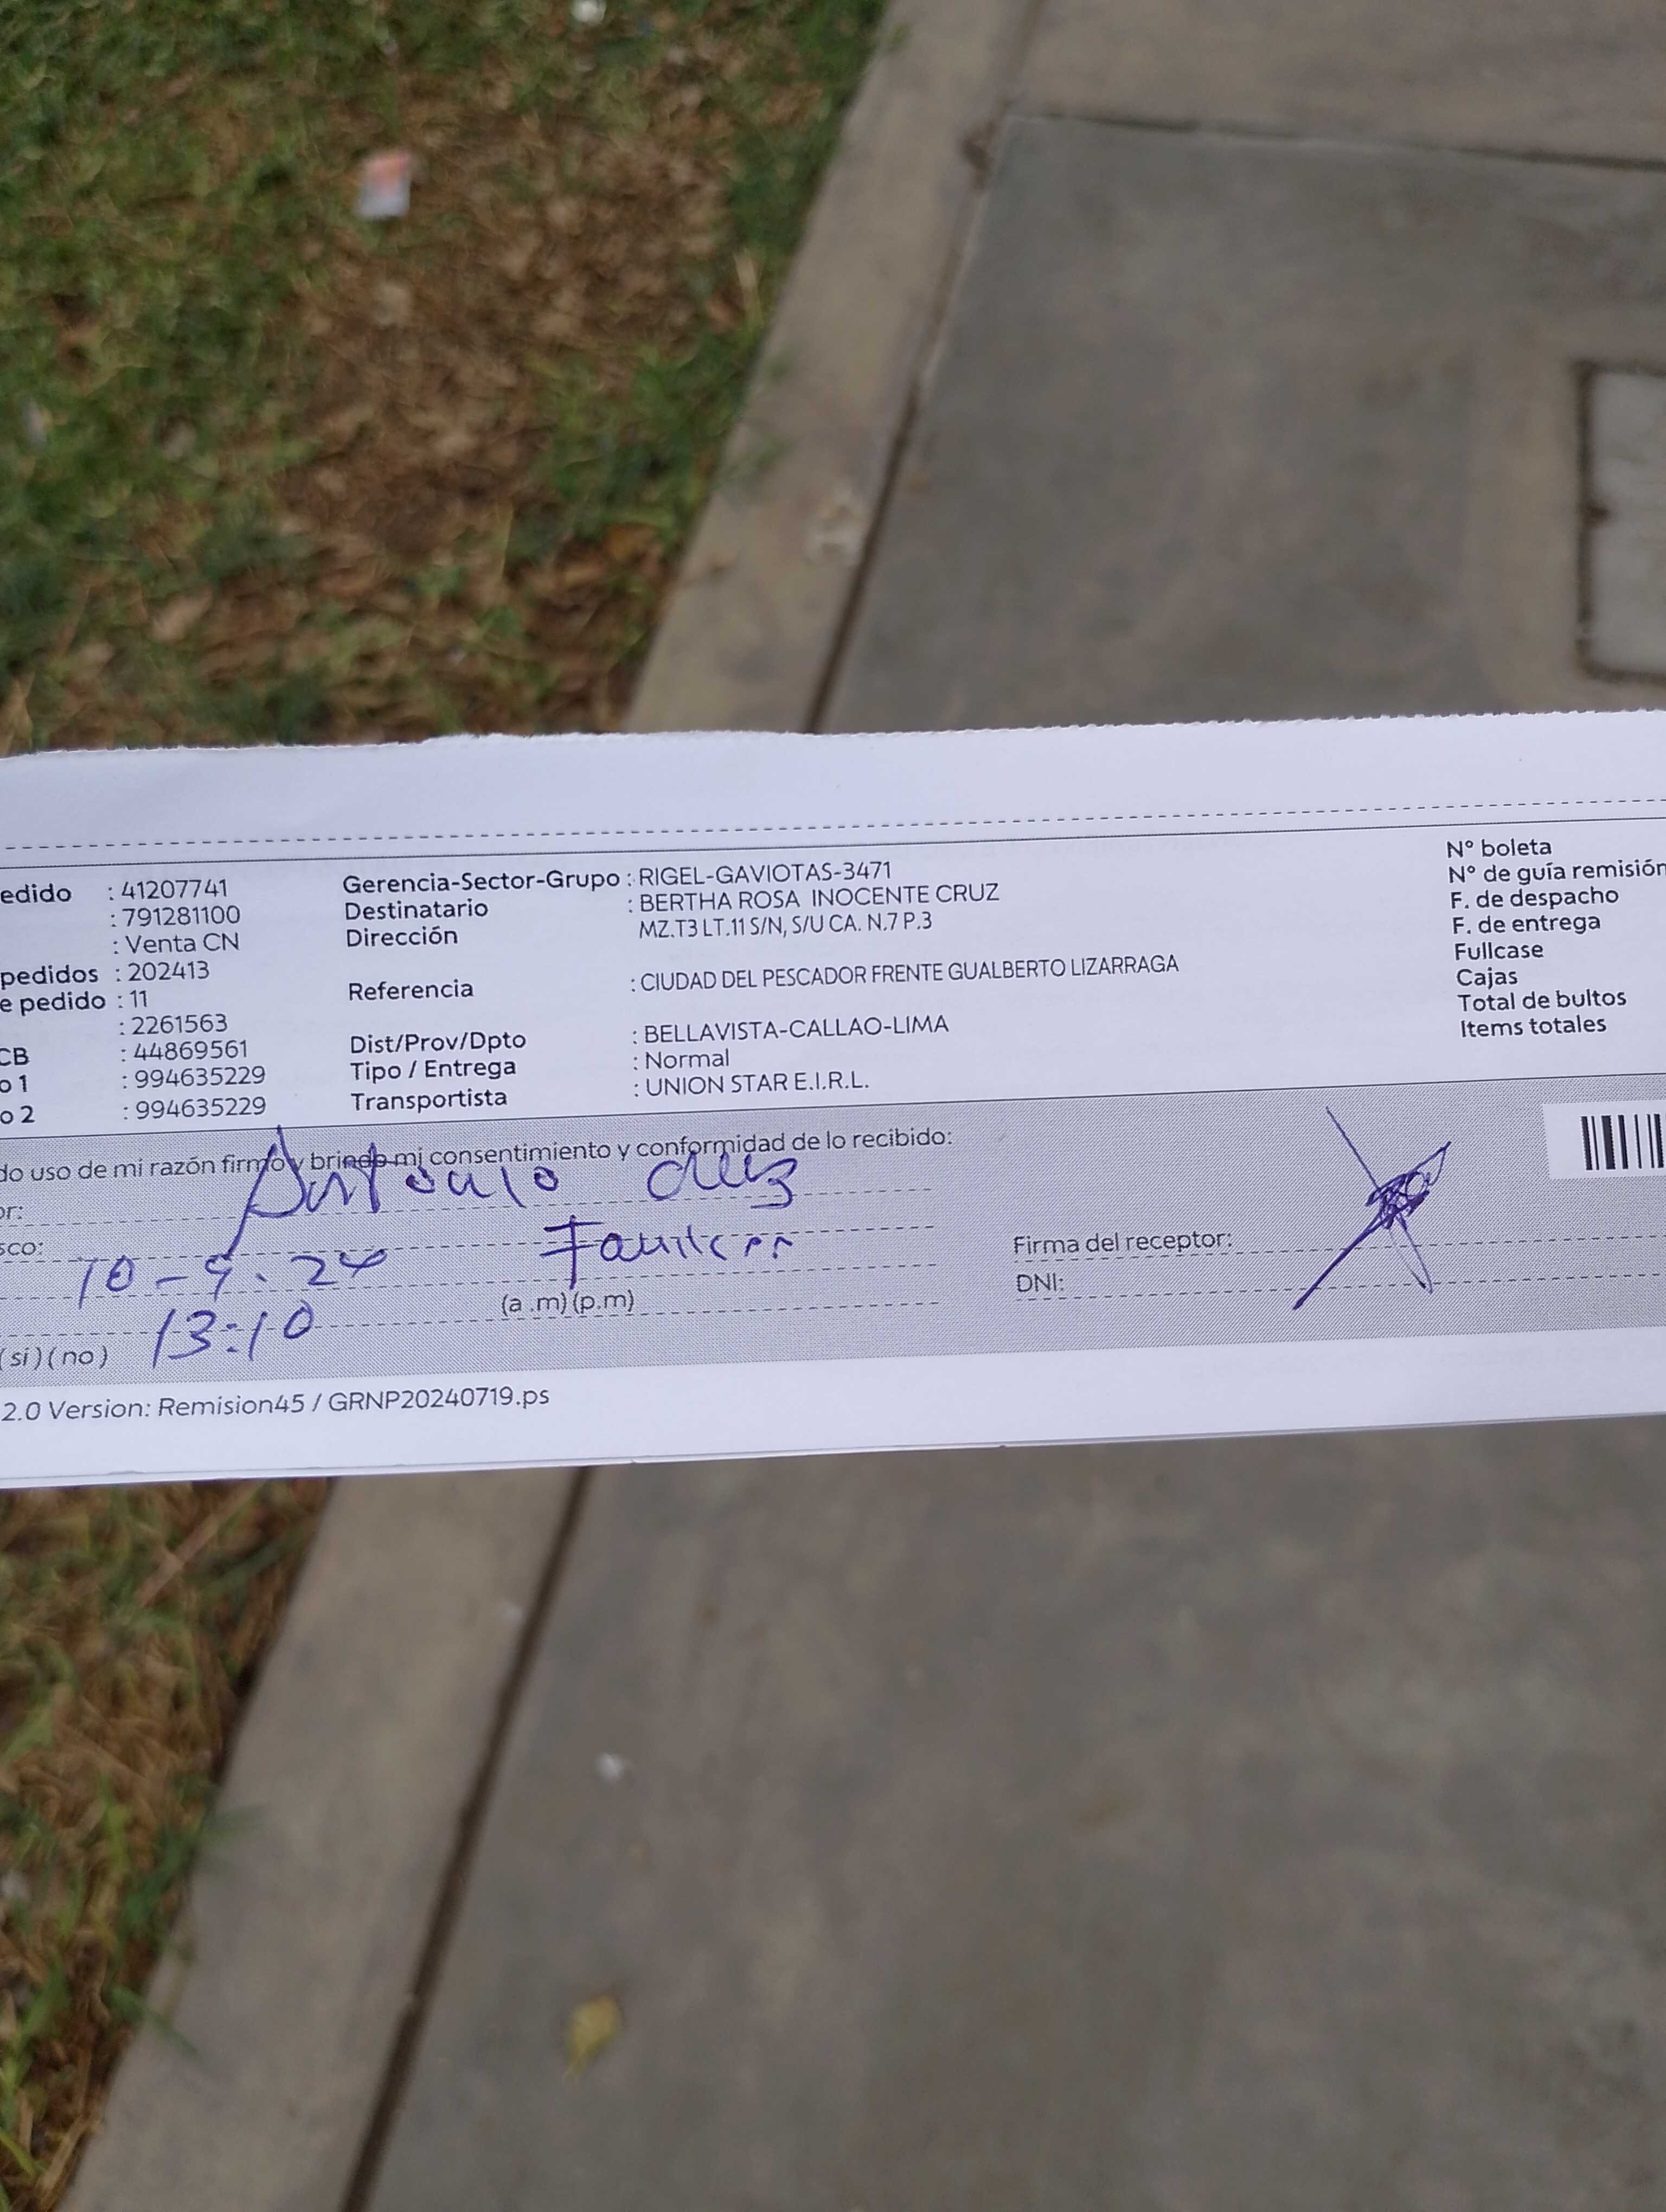 edido : 41207741 Gerencia-Sector-Grupo : RIGEL-GAVIOTAS-3471 N° boleta
: 791281100 Destinatario : BERTHA ROSA INOCENTE CRUZ N° de guía remisión
: Venta CN Dirección MZ.T3 LT.11 S/N, S/U CA. N.7 P.3 F. de despacho
F. de entrega
pedidos : 202413 Referencia : CIUDAD DEL PESCADOR FRENTE GUALBERTO LIZARRAGA Fullcase
e pedido : 11 Cajas
: 2261563 Dist/Prov/Dpto : BELLAVISTA-CALLAO-LIMA Total de bultos
CB : 44869561 Tipo / Entrega : Normal Items totales
o 1 : 994635229 Transportista : UNION STAR E.I.R.L.
o 2 : 994635229
do uso de mi razón firmo y brindo mi consentimiento y conformidad de lo recibido:
or: Antonio
sco: Firma del receptor:
10-9.24 DNI:
13:10 (a .m) (p.m)
(si) (no)
2.0 Version: Remision45 / GRNP20240719.ps